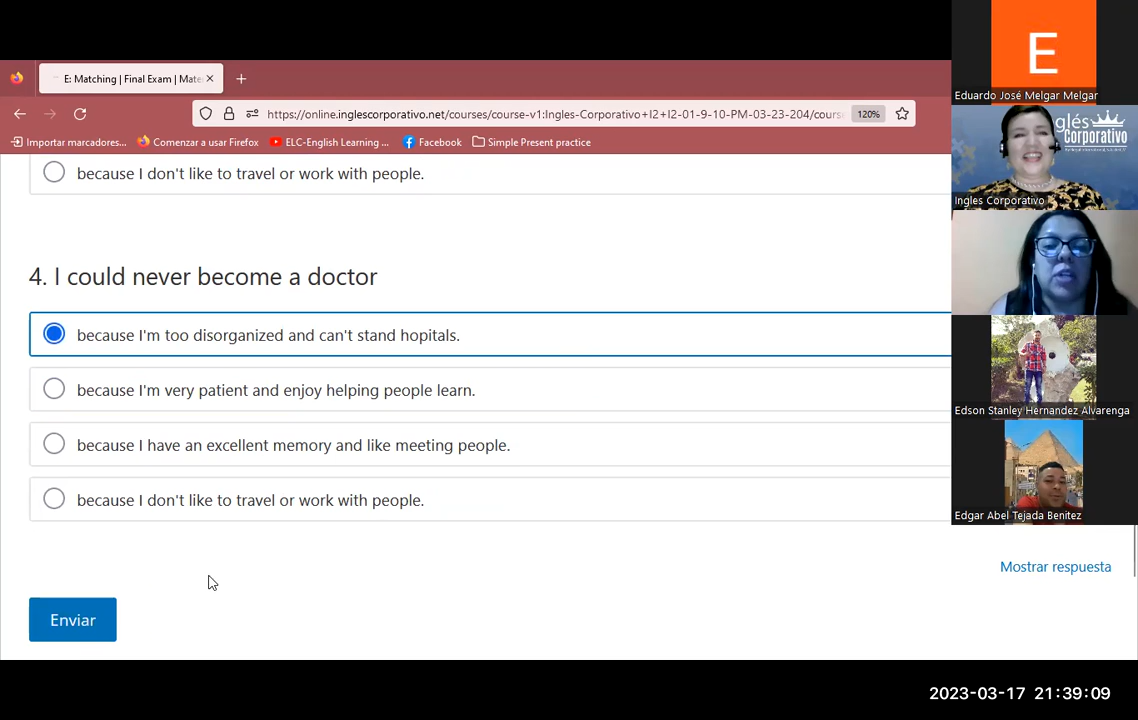 E: Matching | Final Exam | Mate
https://online.inglescorporativo.net/courses/course-v1:Ingles-Corporativo+I2+I2-01-9-10-PM-03-23-204/cours
120%
Importar marcadores...
Comenzar a usar Firefox
ELC-English Learning ...
Facebook
Simple Present practice
because I don't like to travel or work with people.
4. I could never become a doctor
because I'm too disorganized and can't stand hopitals.
because I'm very patient and enjoy helping people learn.
because I have an excellent memory and like meeting people.
because I don't like to travel or work with people.
Mostrar respuesta
Enviar
E
Eduardo José Melgar Melgar
glés
Corporativo
Ingles Corporativo
Edson Stanley Hernandez Alvarenga
Edgar Abel Tejada Benitez
2023-03-17 21:39:09